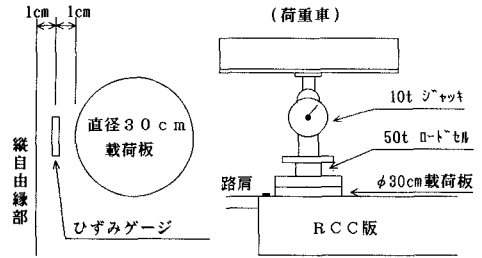 1cm 1cm
直径30cm
載荷板
縦自由縁部
ひずみゲージ
(荷重車)
10t ジャッキ
50t ロードセル
φ30cm載荷板
路肩
RCC版